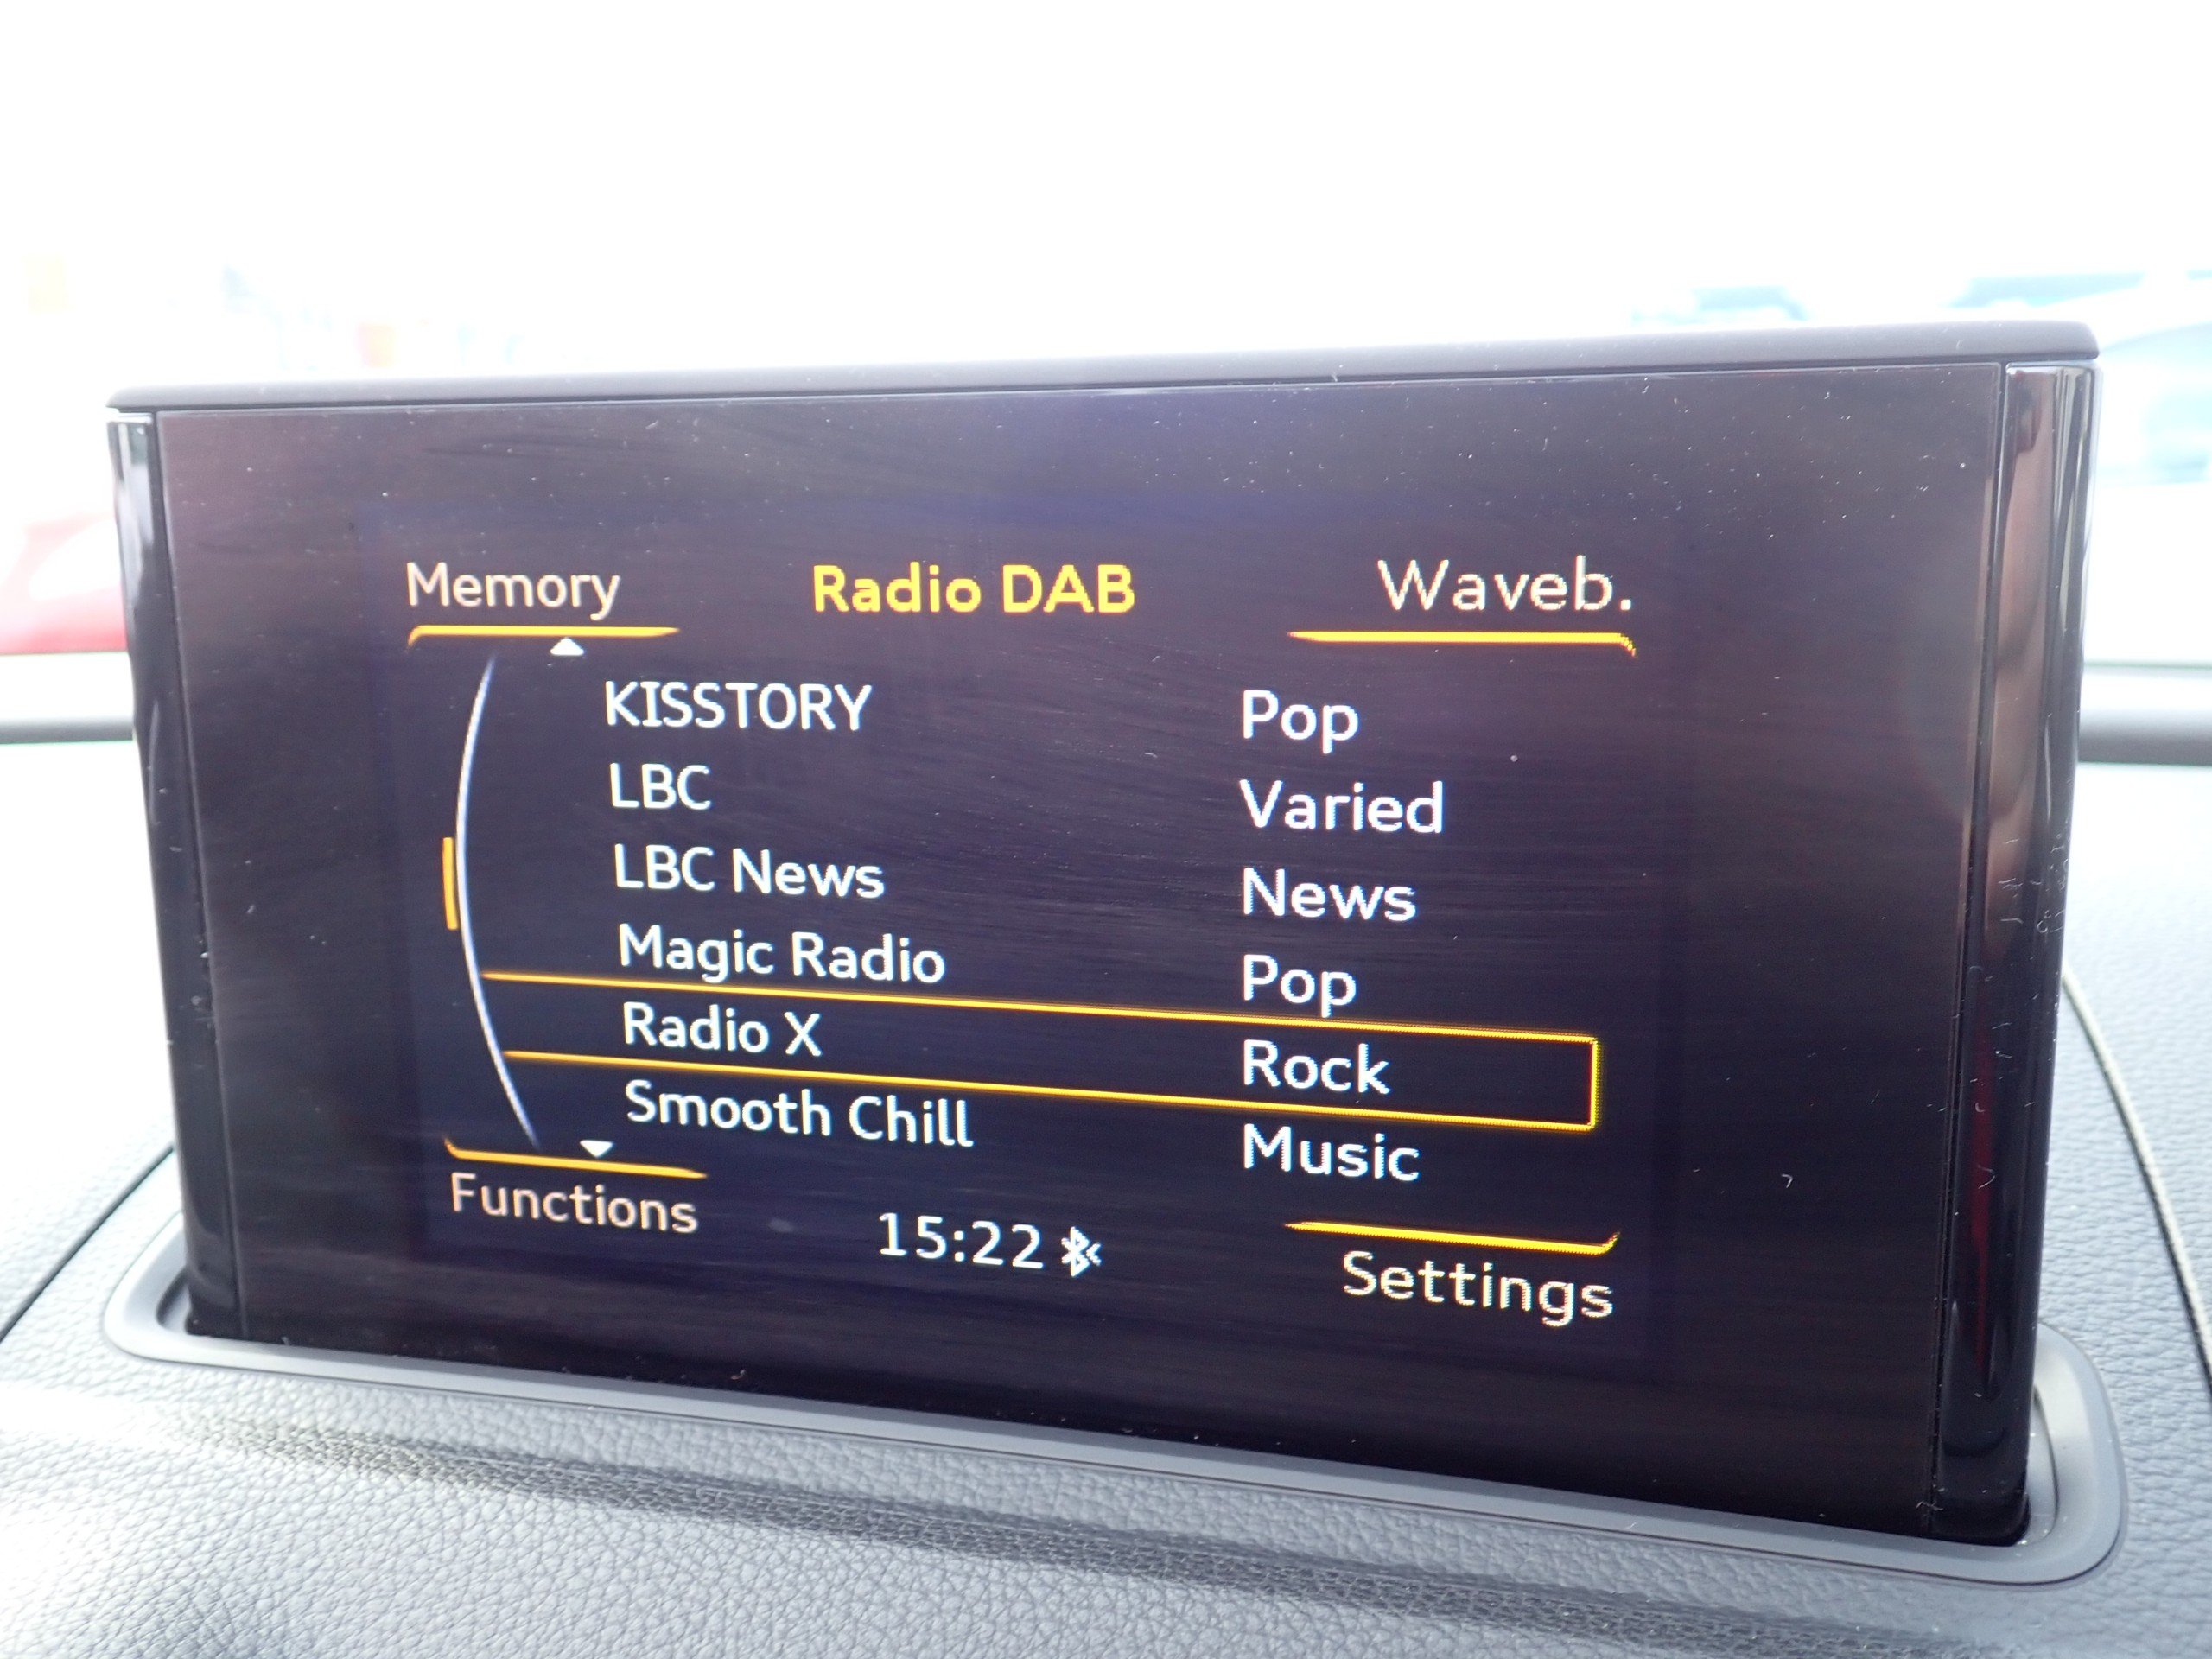 Memory Radio DAB Waveb.
KISSTORY Pop
LBC Varied
LBC News News
Magic Radio Pop
Radio X Rock
Smooth Chill Music
Functions 15:22 Settings